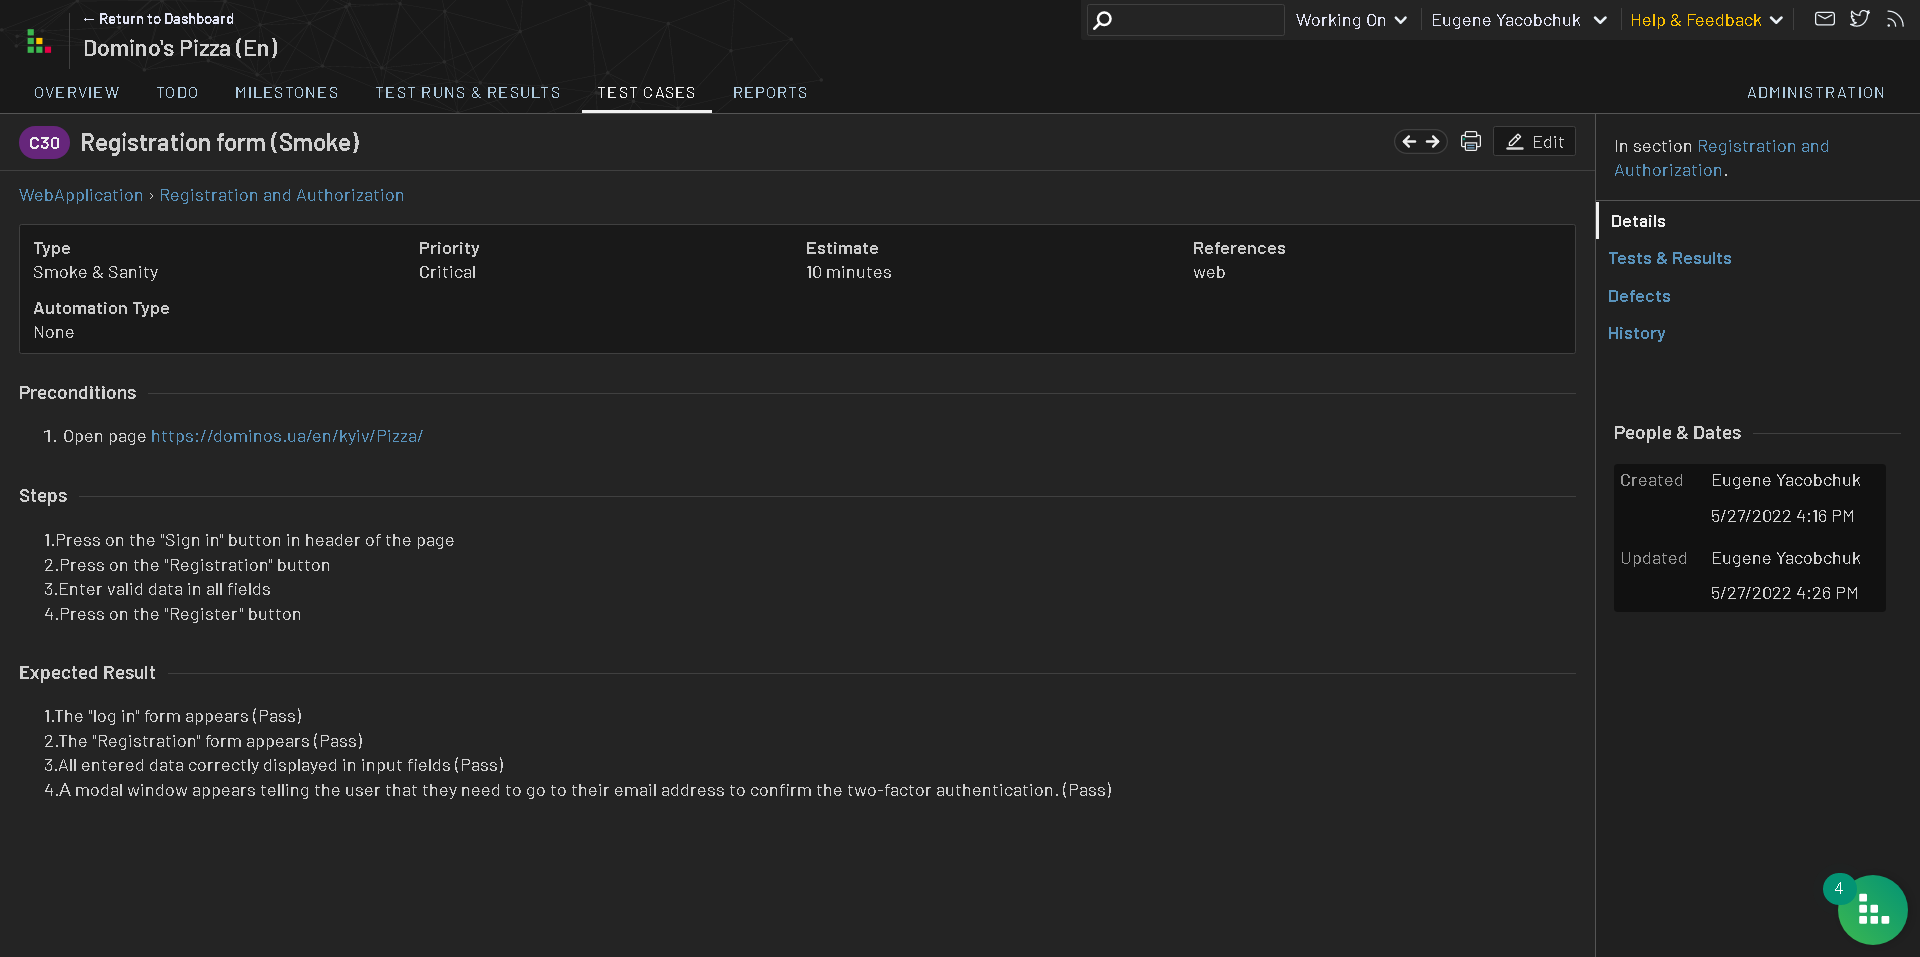 ← Return to Dashboard
Domino's Pizza (En)
Working On
Eugene Yacobchuk
Help & Feedback
OVERVIEW
TODO
MILESTONES
TEST RUNS & RESULTS
TEST CASES
REPORTS
ADMINISTRATION
C30
Registration form (Smoke)
Edit
WebApplication › Registration and Authorization
Type
Smoke & Sanity
Priority
Critical
Estimate
10 minutes
References
web
Automation Type
None
Preconditions
1. Open page https://dominos.ua/en/kyiv/Pizza/
Steps
1.Press on the "Sign in" button in header of the page
2.Press on the "Registration" button
3.Enter valid data in all fields
4.Press on the "Register" button
Expected Result
1.The "log in" form appears (Pass)
2.The "Registration" form appears (Pass)
3.All entered data correctly displayed in input fields (Pass)
4.A modal window appears telling the user that they need to go to their email address to confirm the two-factor authentication. (Pass)
In section Registration and
Authorization.
Details
Tests & Results
Defects
History
People & Dates
Created
Eugene Yacobchuk
5/27/2022 4:16 PM
Updated
Eugene Yacobchuk
5/27/2022 4:26 PM
4